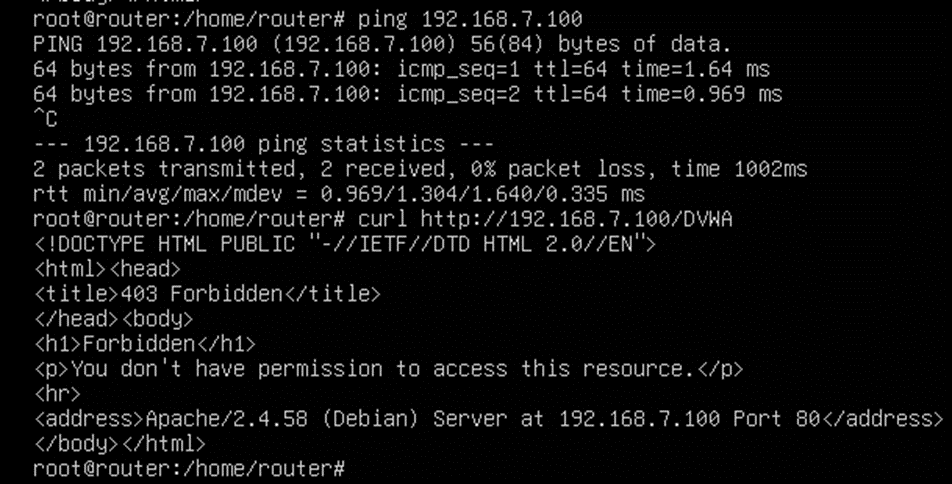 root@router:/home/router# ping 192.168.7.100
PING 192.168.7.100 (192.168.7.100) 56(84) bytes of data.
64 bytes from 192.168.7.100: icmp_seq=1 ttl=64 time=1.64 ms
64 bytes from 192.168.7.100: icmp_seq=2 ttl=64 time=0.969 ms
^C
--- 192.168.7.100 ping statistics ---
2 packets transmitted, 2 received, 0% packet loss, time 1002ms
rtt min/avg/max/mdev = 0.969/1.304/1.640/0.335 ms
root@router:/home/router# curl http://192.168.7.100/DVWA
<!DOCTYPE HTML PUBLIC "-//IETF//DTD HTML 2.0//EN">
<html><head>
<title>403 Forbidden</title>
</head><body>
<h1>Forbidden</h1>
<p>You don't have permission to access this resource.</p>
<hr>
<address>Apache/2.4.58 (Debian) Server at 192.168.7.100 Port 80</address>
</body></html>
root@router:/home/router#